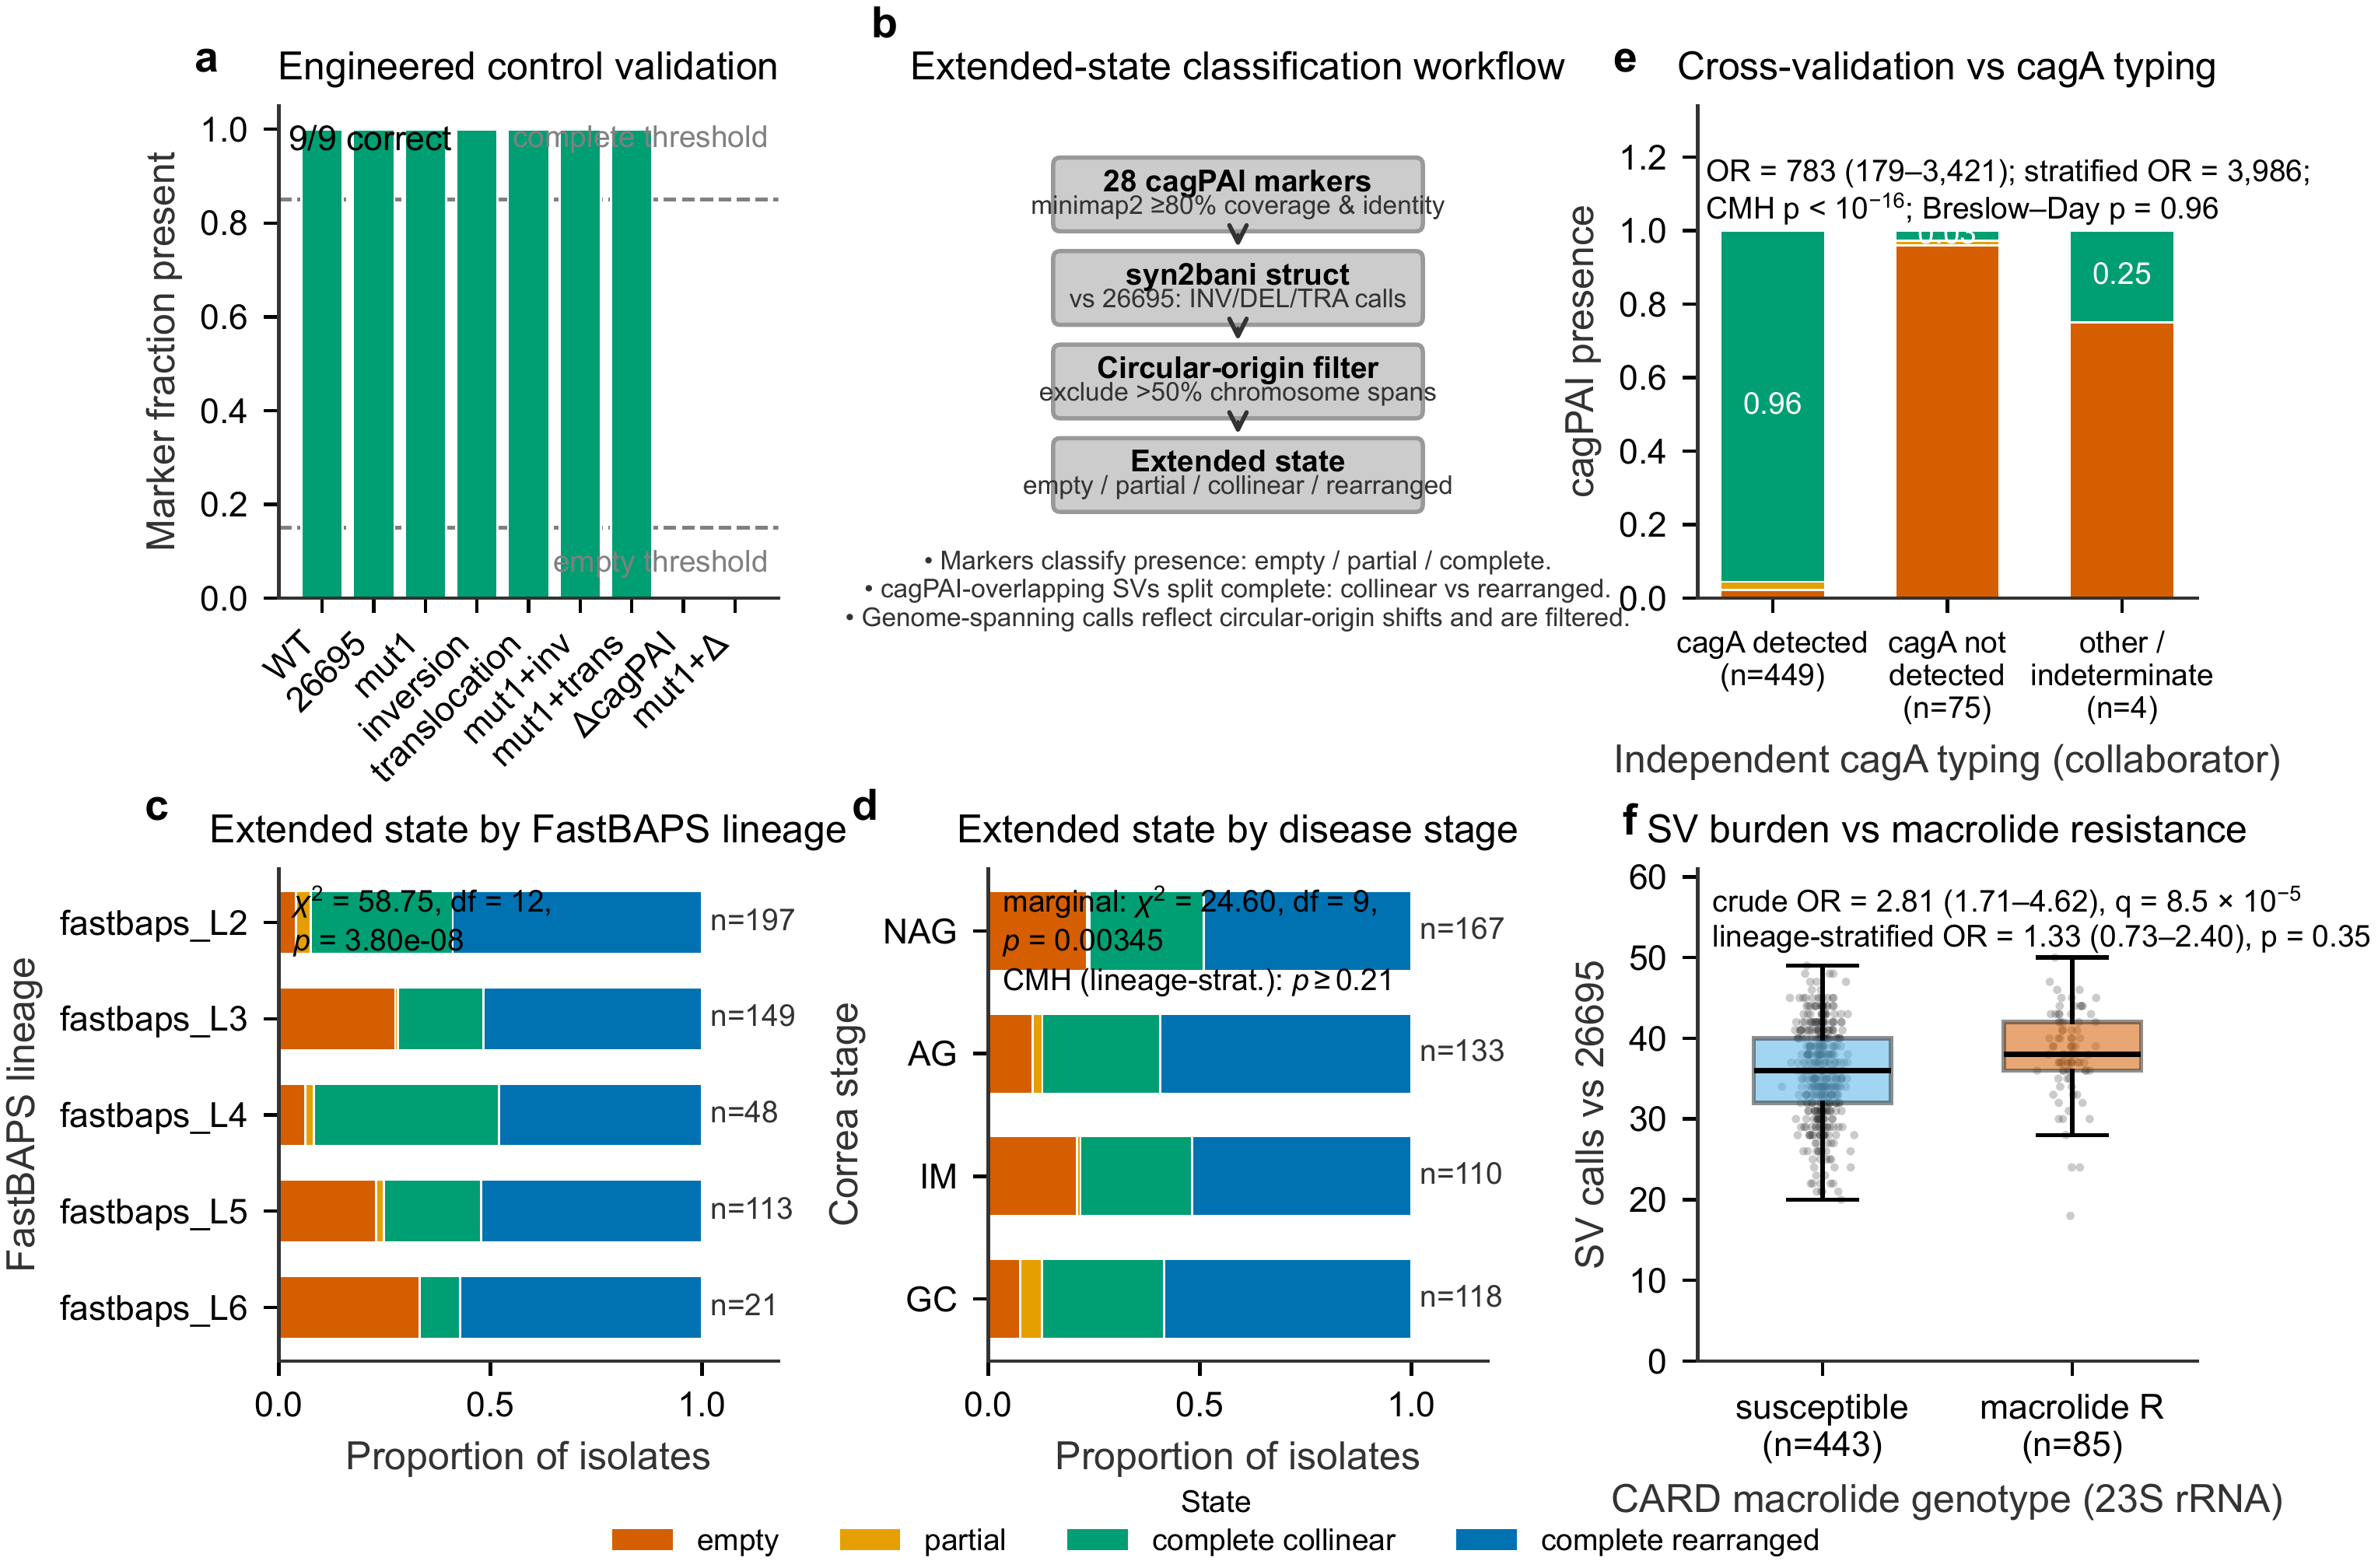 a
Engineered control validation
Marker fraction present
1.0
0.8
0.6
0.4
0.2
0.0
9/9 correct
complete threshold
empty threshold
WT
26695
mut1
inversion
translocation
mut1+inv
mut1+trans
ΔcagPAI
mut1+Δ
b
Extended-state classification workflow
28 cagPAI markers
minimap2 ≥80% coverage & identity
syn2bani struct
vs 26695: INV/DEL/TRA calls
Circular-origin filter
exclude >50% chromosome spans
Extended state
empty / partial / collinear / rearranged
• Markers classify presence: empty / partial / complete.
• cagPAI-overlapping SVs split complete: collinear vs rearranged.
• Genome-spanning calls reflect circular-origin shifts and are filtered.
e
Cross-validation vs cagA typing
cagPAI presence
1.2
1.0
0.8
0.6
0.4
0.2
0.0
OR = 783 (179–3,421); stratified OR = 3,986;
CMH p < 10⁻¹⁶; Breslow–Day p = 0.96
0.96
0.03
0.25
cagA detected
(n=449)
cagA not
detected
(n=75)
other /
indeterminate
(n=4)
Independent cagA typing (collaborator)
c
Extended state by FastBAPS lineage
FastBAPS lineage
χ² = 58.75, df = 12,
p = 3.80e-08
fastbaps_L2
n=197
fastbaps_L3
n=149
fastbaps_L4
n=48
fastbaps_L5
n=113
fastbaps_L6
n=21
0.0
0.5
1.0
Proportion of isolates
d
Extended state by disease stage
Correa stage
marginal: χ² = 24.60, df = 9,
p = 0.00345
CMH (lineage-strat.): p ≥ 0.21
NAG
n=167
AG
n=133
IM
n=110
GC
n=118
0.0
0.5
1.0
Proportion of isolates
f
SV burden vs macrolide resistance
SV calls vs 26695
60
50
40
30
20
10
0
crude OR = 2.81 (1.71–4.62), q = 8.5 × 10⁻⁵
lineage-stratified OR = 1.33 (0.73–2.40), p = 0.35
susceptible
(n=443)
macrolide R
(n=85)
CARD macrolide genotype (23S rRNA)
State
empty
partial
complete collinear
complete rearranged